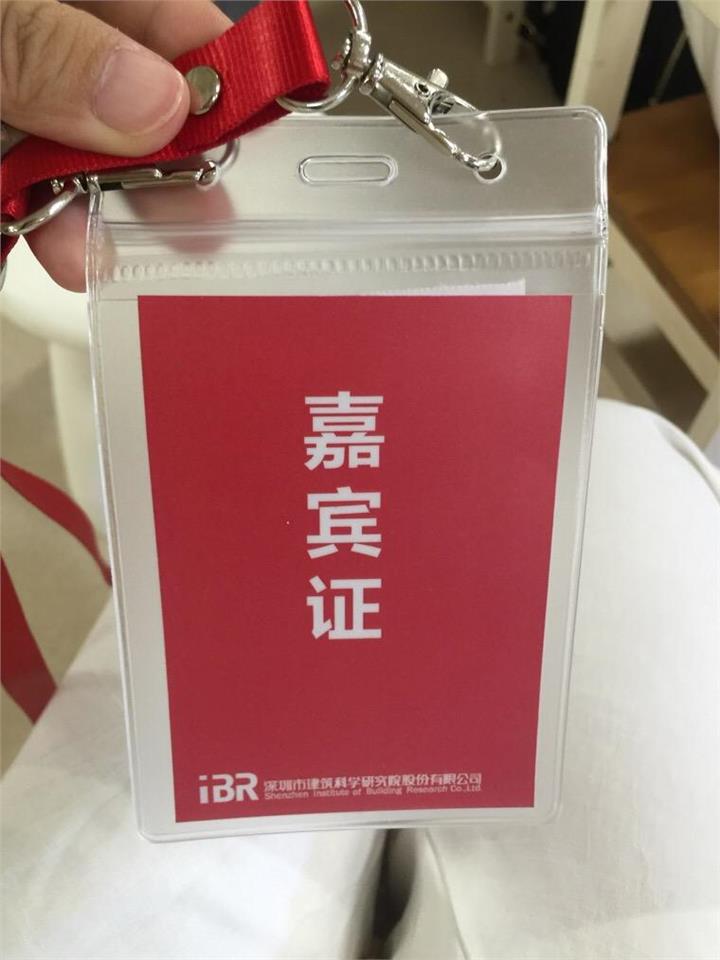 嘉宾证
iBR 深圳市建筑科学研究院股份有限公司
Shenzhen Institute of Building Research Co.,Ltd.